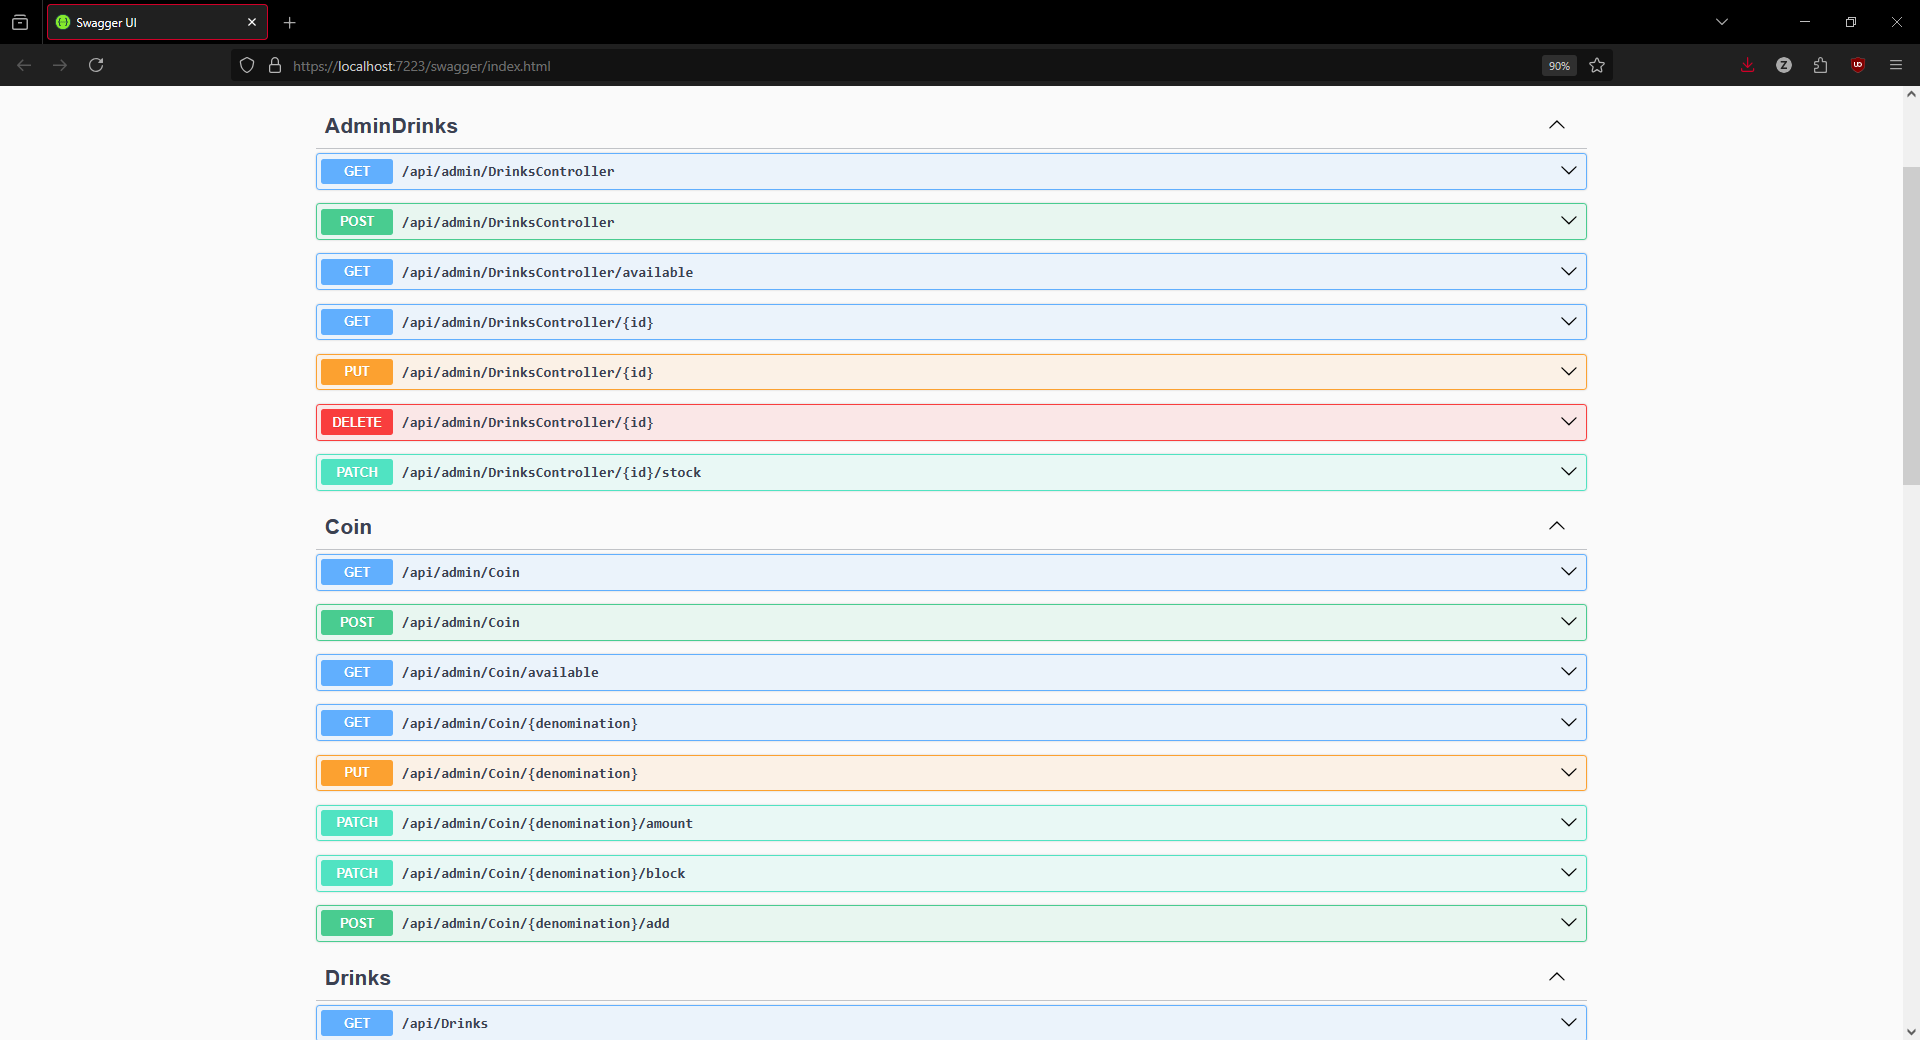 Swagger UI
https://localhost:7223/swagger/index.html
90%
Z
UD
AdminDrinks
GET /api/admin/DrinksController
POST /api/admin/DrinksController
GET /api/admin/DrinksController/available
GET /api/admin/DrinksController/{id}
PUT /api/admin/DrinksController/{id}
DELETE /api/admin/DrinksController/{id}
PATCH /api/admin/DrinksController/{id}/stock
Coin
GET /api/admin/Coin
POST /api/admin/Coin
GET /api/admin/Coin/available
GET /api/admin/Coin/{denomination}
PUT /api/admin/Coin/{denomination}
PATCH /api/admin/Coin/{denomination}/amount
PATCH /api/admin/Coin/{denomination}/block
POST /api/admin/Coin/{denomination}/add
Drinks
GET /api/Drinks